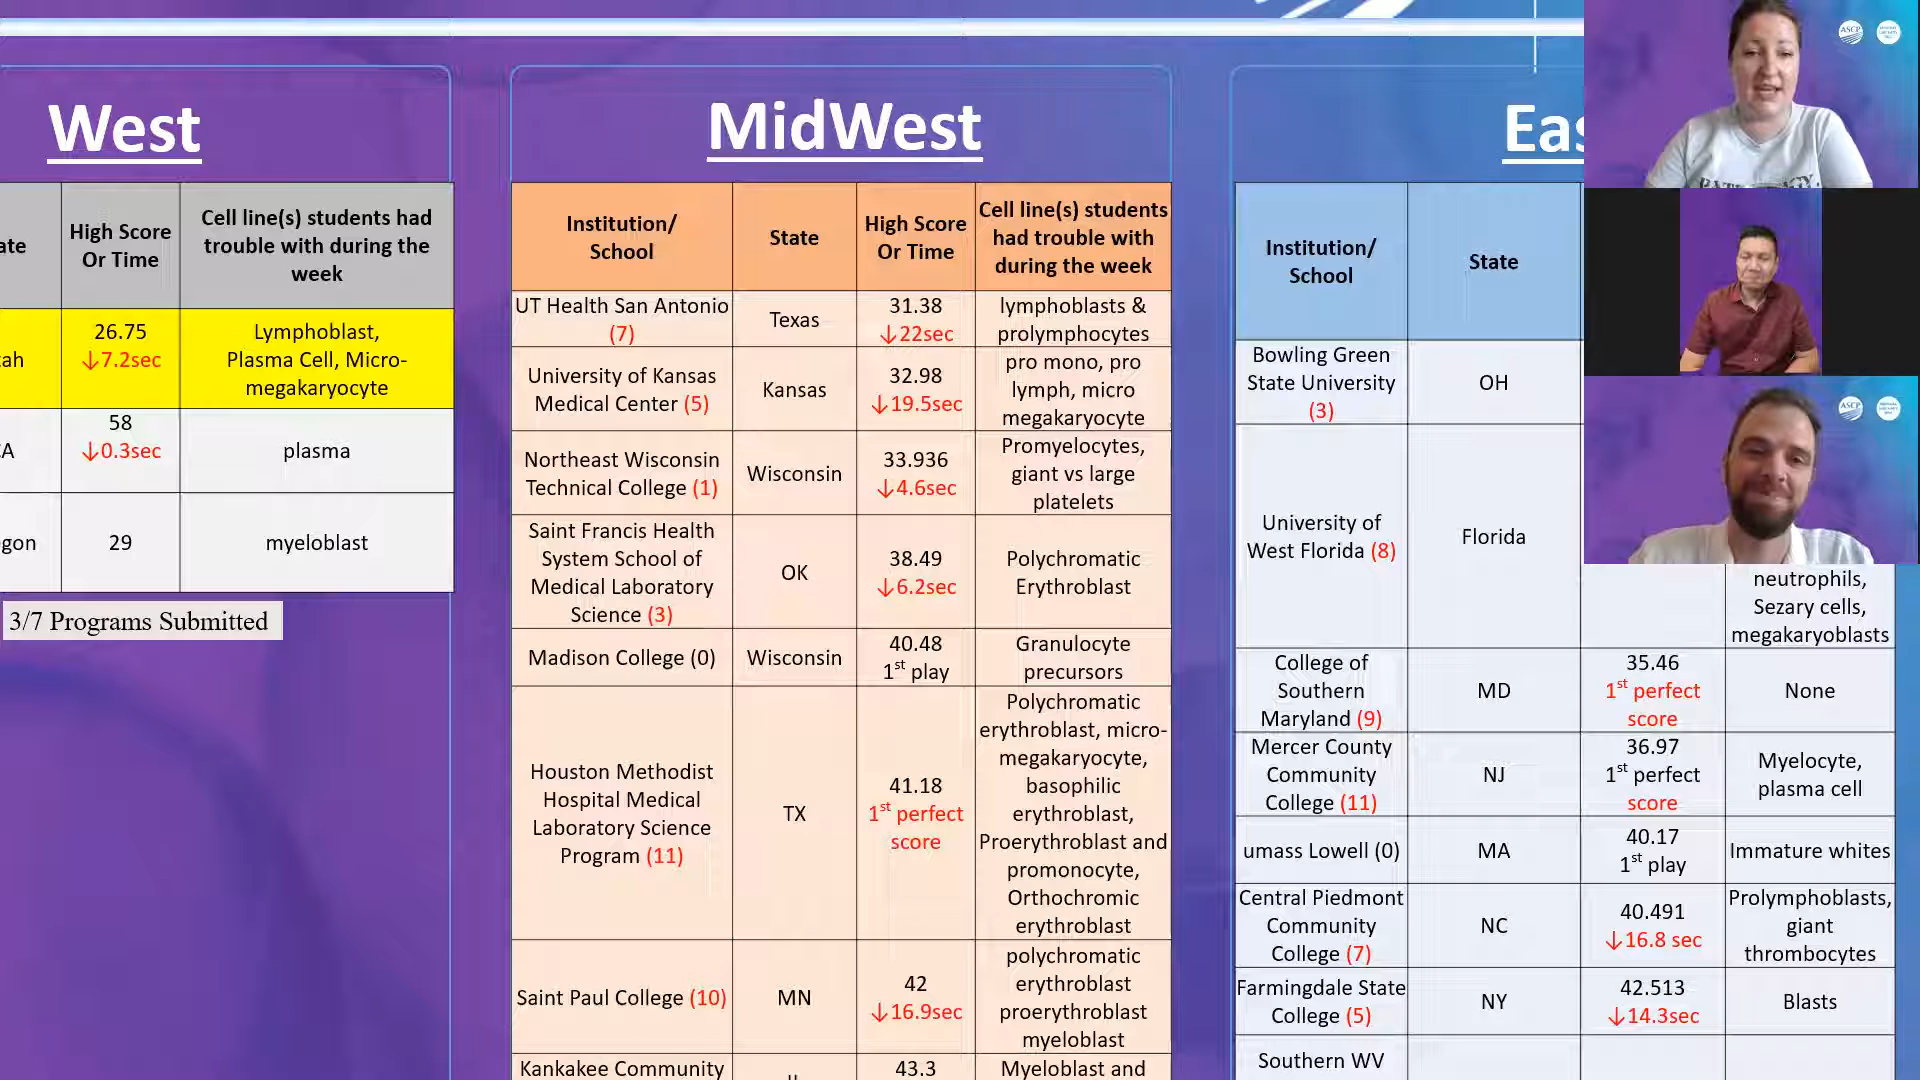 West
ate
High Score
Or Time
Cell line(s) students had
trouble with during the
week
tah
26.75
↓7.2sec
Lymphoblast,
Plasma Cell, Micro-
megakaryocyte
CA
58
↓0.3sec
plasma
gon
29
myeloblast
3/7 Programs Submitted
MidWest
Institution/
School
State
High Score
Or Time
Cell line(s) students
had trouble with
during the week
UT Health San Antonio
(7)
Texas
31.38
↓22sec
lymphoblasts &
prolymphocytes
University of Kansas
Medical Center (5)
Kansas
32.98
↓19.5sec
pro mono, pro
lymph, micro
megakaryocyte
Northeast Wisconsin
Technical College (1)
Wisconsin
33.936
↓4.6sec
Promyelocytes,
giant vs large
platelets
Saint Francis Health
System School of
Medical Laboratory
Science (3)
OK
38.49
↓6.2sec
Polychromatic
Erythroblast
Madison College (0)
Wisconsin
40.48
1st play
Granulocyte
precursors
Houston Methodist
Hospital Medical
Laboratory Science
Program (11)
TX
41.18
1st perfect
score
Polychromatic
erythroblast, micro-
megakaryocyte,
basophilic
erythroblast,
Proerythroblast and
promonocyte,
Orthochromic
erythroblast
Saint Paul College (10)
MN
42
↓16.9sec
polychromatic
erythroblast
proerythroblast
myeloblast
Kankakee Community
43.3
Myeloblast and
Eas
Institution/
School
State
Bowling Green
State University
(3)
OH
University of
West Florida (8)
Florida
neutrophils,
Sezary cells,
megakaryoblasts
College of
Southern
Maryland (9)
MD
35.46
1st perfect
score
None
Mercer County
Community
College (11)
NJ
36.97
1st perfect
score
Myelocyte,
plasma cell
umass Lowell (0)
MA
40.17
1st play
Immature whites
Central Piedmont
Community
College (7)
NC
40.491
↓16.8 sec
Prolymphoblasts,
giant
thrombocytes
Farmingdale State
College (5)
NY
42.513
↓14.3sec
Blasts
Southern WV
ASCP
ASCP